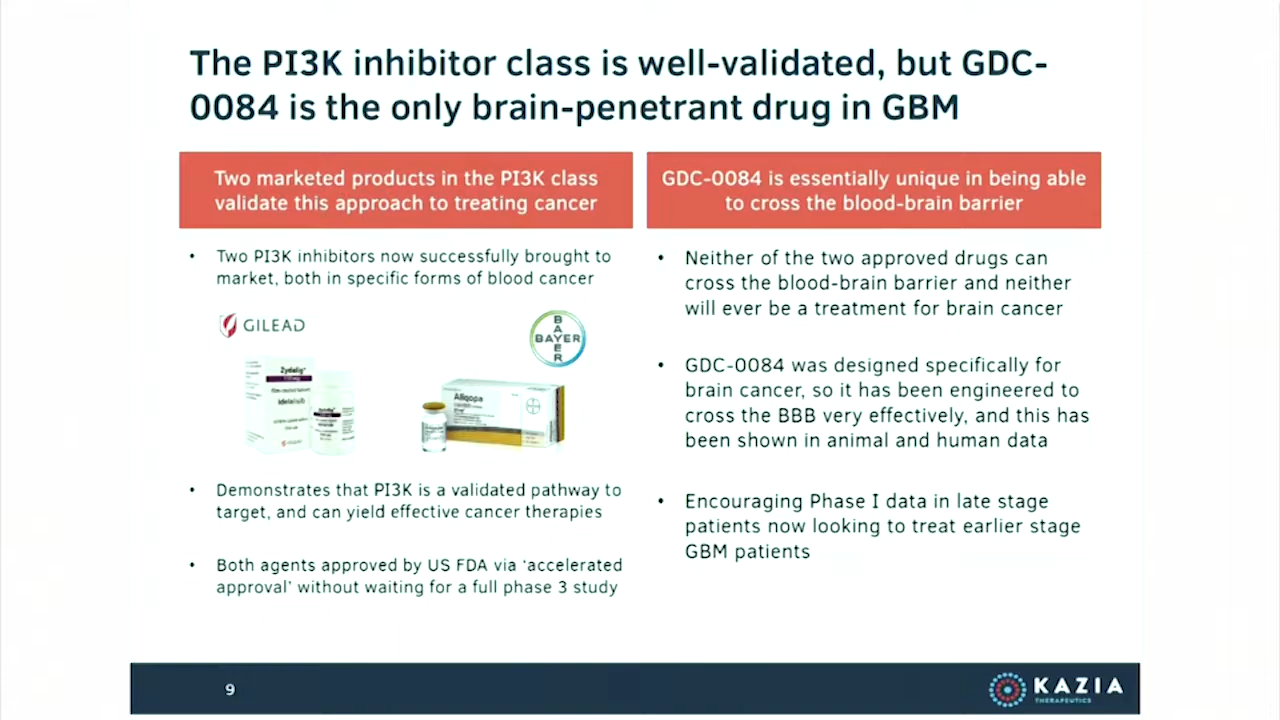 The PI3K inhibitor class is well-validated, but GDC-
0084 is the only brain-penetrant drug in GBM
Two marketed products in the PI3K class
validate this approach to treating cancer
• Two PI3K inhibitors now successfully brought to
market, both in specific forms of blood cancer
GILEAD
BAYER
BAYER
Zydelig
idelalisib
GILEAD
Aliqopa
• Demonstrates that PI3K is a validated pathway to
target, and can yield effective cancer therapies
• Both agents approved by US FDA via ‘accelerated
approval’ without waiting for a full phase 3 study
GDC-0084 is essentially unique in being able
to cross the blood-brain barrier
• Neither of the two approved drugs can
cross the blood-brain barrier and neither
will ever be a treatment for brain cancer
• GDC-0084 was designed specifically for
brain cancer, so it has been engineered to
cross the BBB very effectively, and this has
been shown in animal and human data
• Encouraging Phase I data in late stage
patients now looking to treat earlier stage
GBM patients
9
KAZIA
THERAPEUTICS